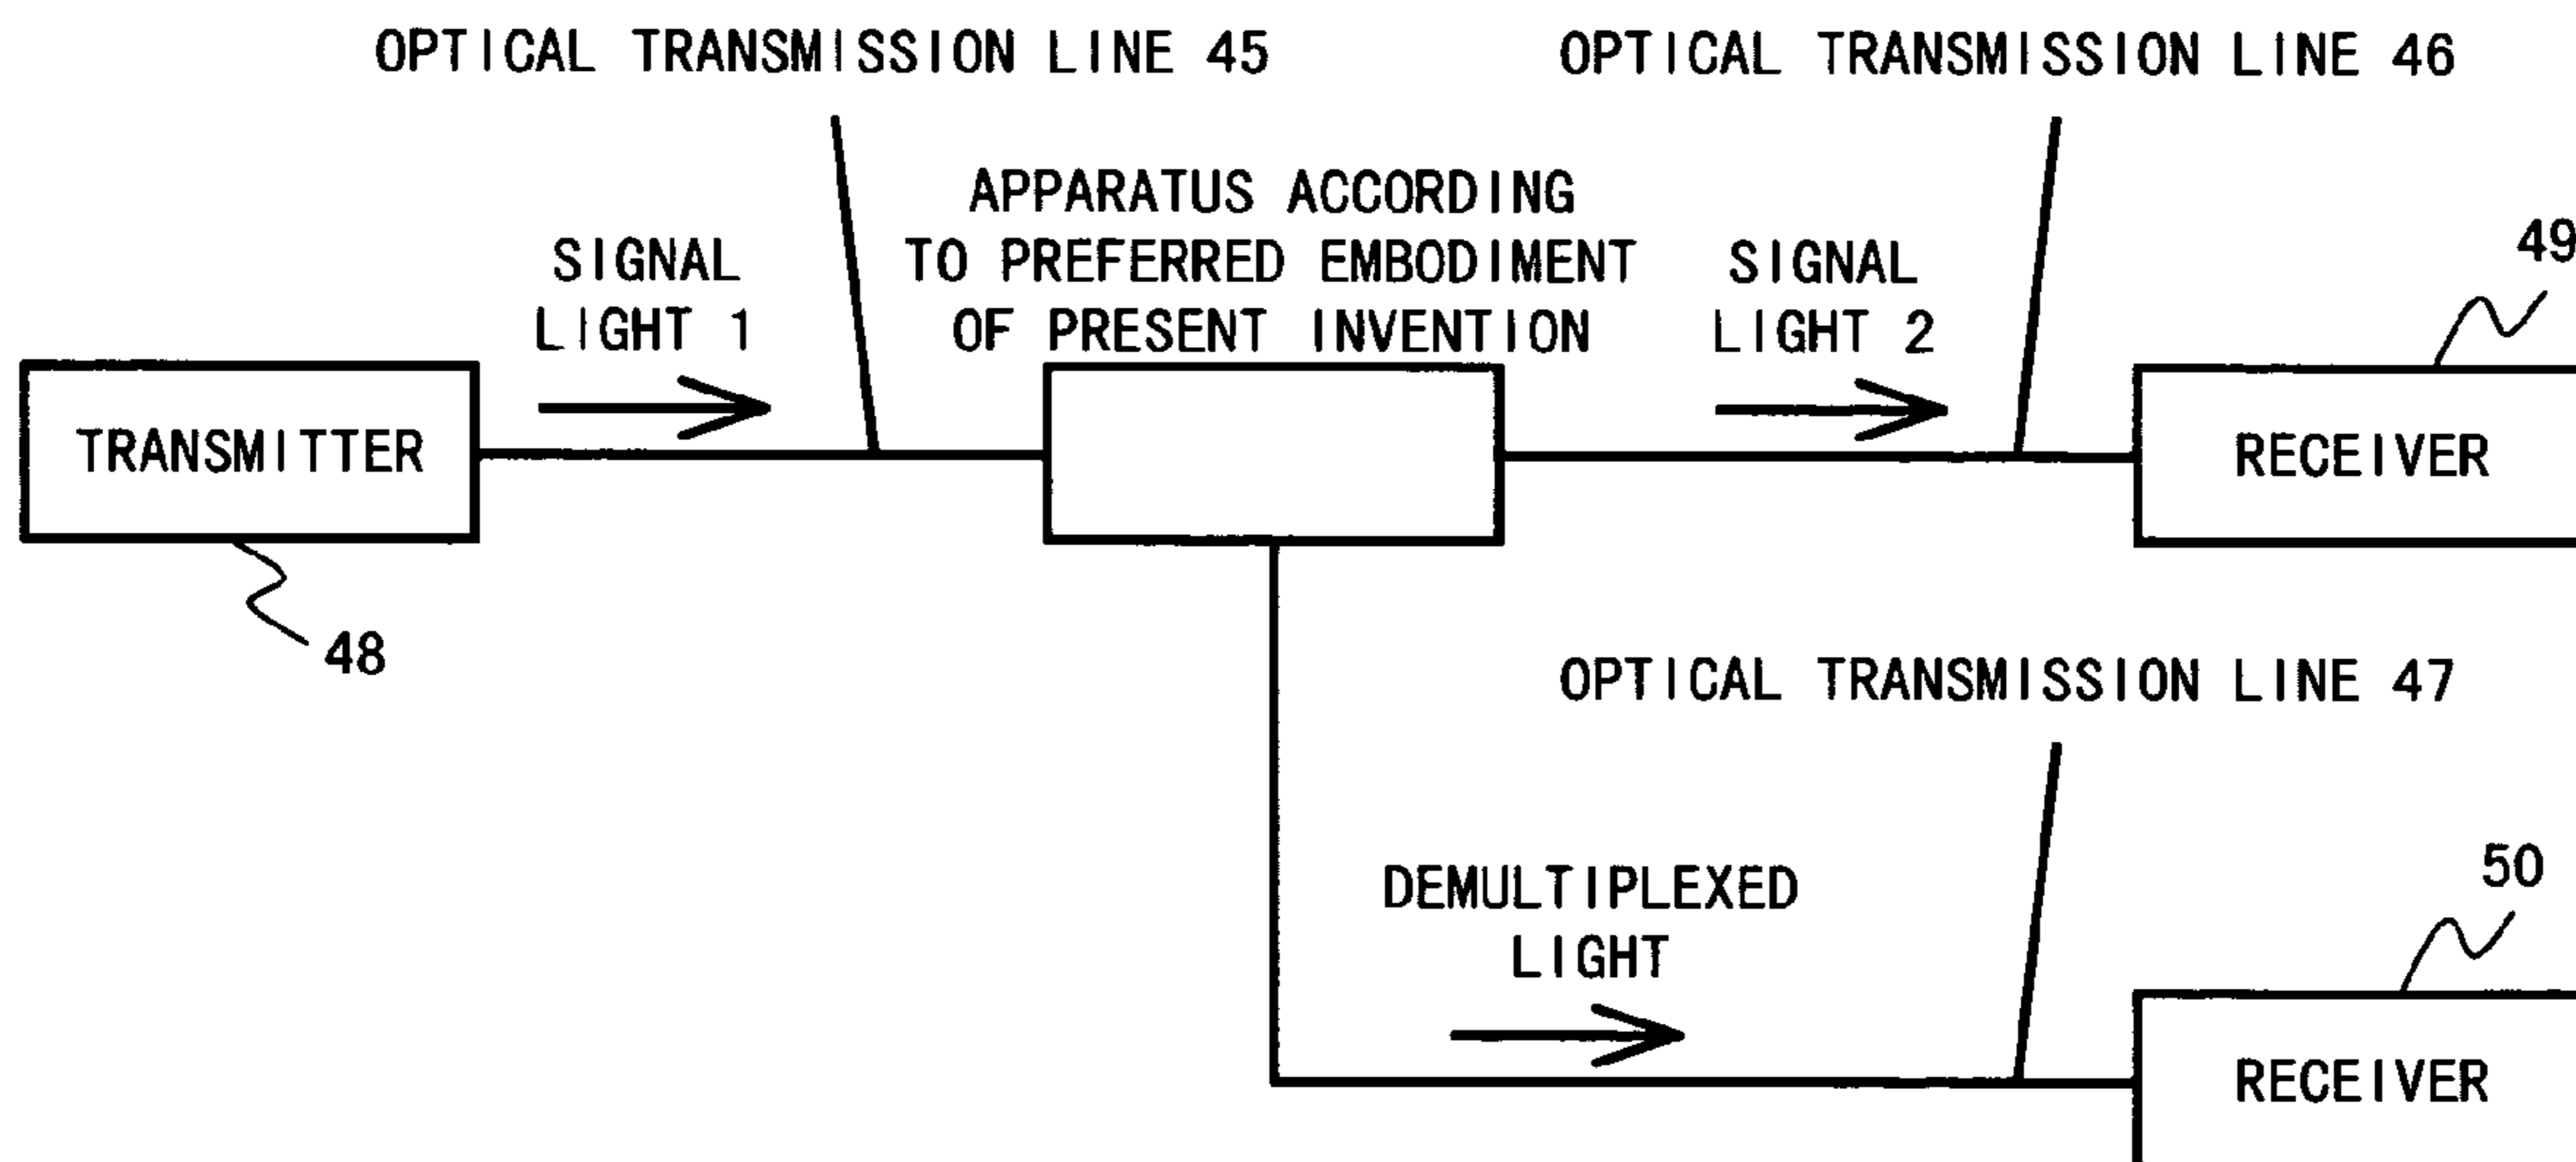 OPTICAL TRANSMISSION LINE 45
OPTICAL TRANSMISSION LINE 46
APPARATUS ACCORDING
TO PREFERRED EMBODIMENT
OF PRESENT INVENTION
SIGNAL
LIGHT 1
SIGNAL
LIGHT 2
49
TRANSMITTER
RECEIVER
48
OPTICAL TRANSMISSION LINE 47
DEMULTIPLEXED
LIGHT
50
RECEIVER